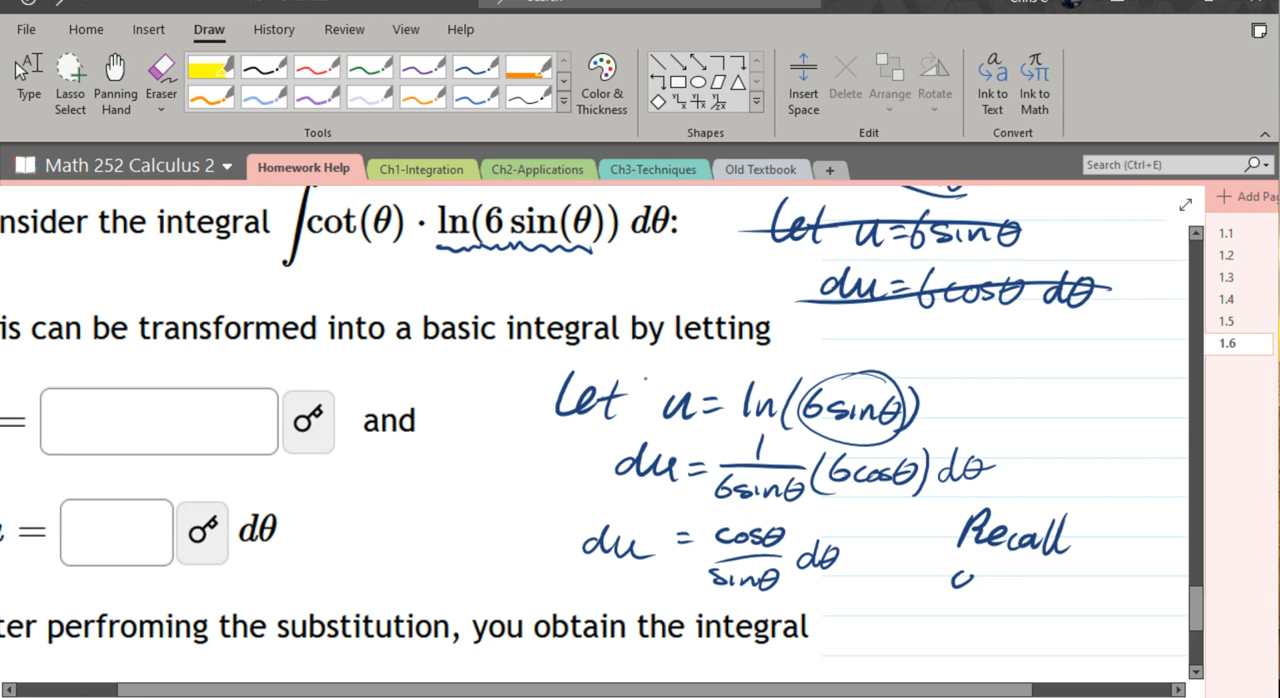 File Home Insert Draw History Review View Help
Type Lasso Select Panning Hand Eraser Color & Thickness Insert Space Delete Arrange Rotate Ink to Text Ink to Math
Tools Shapes Edit Convert
Math 252 Calculus 2 Homework Help Ch1-Integration Ch2-Applications Ch3-Techniques Old Textbook + Search (Ctrl+E)
+ Add Pag
1.1
1.2
1.3
1.4
1.5
1.6
nsider the integral ∫cot(θ) · ln(6 sin(θ)) dθ:
Let u=6sinθ
du=6cosθ dθ
is can be transformed into a basic integral by letting
Let u= ln(6sinθ)
= and
du= 1/6sinθ (6cosθ) dθ
= dθ
du = cosθ/sinθ dθ
Recall
c
ter perfroming the substitution, you obtain the integral